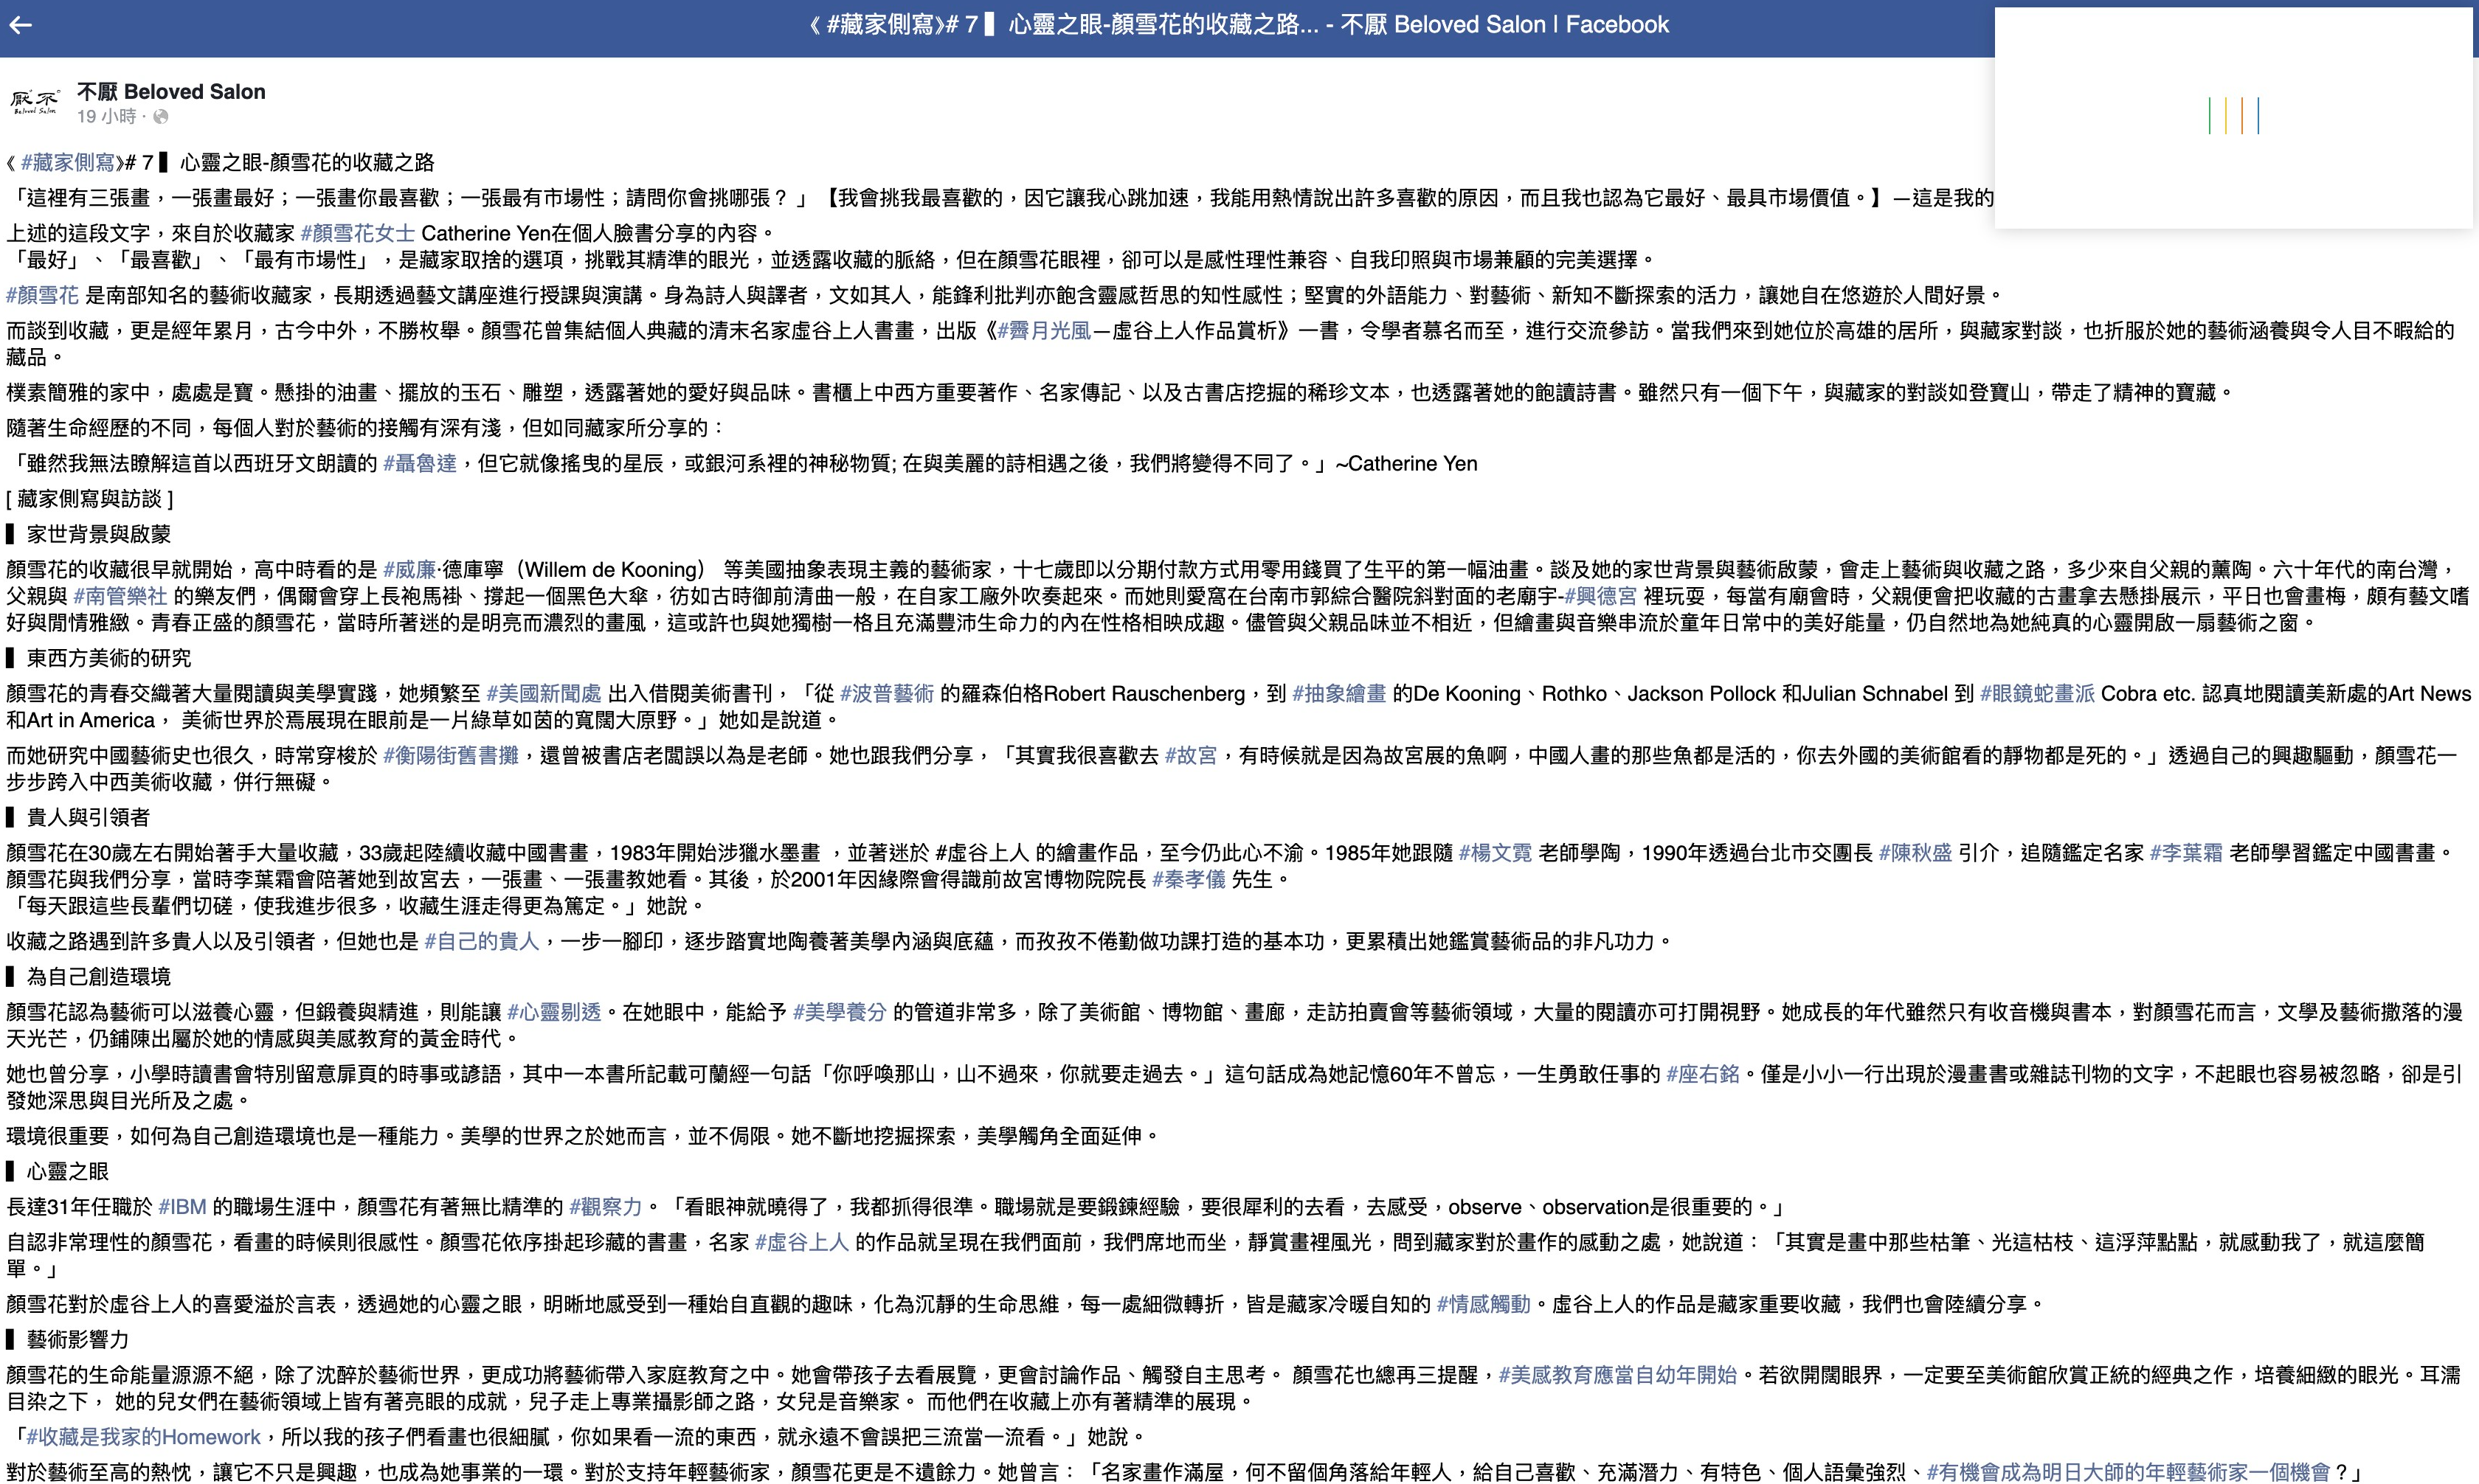 《 #藏家側寫》# 7 ▌ 心靈之眼-顏雪花的收藏之路... - 不厭 Beloved Salon | Facebook
厭不 Beloved Salon
不厭 Beloved Salon
19 小時 ·
《 #藏家側寫》# 7 ▌ 心靈之眼-顏雪花的收藏之路
「這裡有三張畫，一張畫最好；一張畫你最喜歡；一張最有市場性；請問你會挑哪張？ 」【我會挑我最喜歡的，因它讓我心跳加速，我能用熱情說出許多喜歡的原因，而且我也認為它最好、最具市場價值。】—這是我的
上述的這段文字，來自於收藏家 #顏雪花女士 Catherine Yen在個人臉書分享的內容。
「最好」、「最喜歡」、「最有市場性」，是藏家取捨的選項，挑戰其精準的眼光，並透露收藏的脈絡，但在顏雪花眼裡，卻可以是感性理性兼容、自我印照與市場兼顧的完美選擇。
#顏雪花 是南部知名的藝術收藏家，長期透過藝文講座進行授課與演講。身為詩人與譯者，文如其人，能鋒利批判亦飽含靈感哲思的知性感性；堅實的外語能力、對藝術、新知不斷探索的活力，讓她自在悠遊於人間好景。
而談到收藏，更是經年累月，古今中外，不勝枚舉。顏雪花曾集結個人典藏的清末名家虛谷上人書畫，出版《#霽月光風—虛谷上人作品賞析》一書，令學者慕名而至，進行交流參訪。當我們來到她位於高雄的居所，與藏家對談，也折服於她的藝術涵養與令人目不暇給的
藏品。
樸素簡雅的家中，處處是寶。懸掛的油畫、擺放的玉石、雕塑，透露著她的愛好與品味。書櫃上中西方重要著作、名家傳記、以及古書店挖掘的稀珍文本，也透露著她的飽讀詩書。雖然只有一個下午，與藏家的對談如登寶山，帶走了精神的寶藏。
隨著生命經歷的不同，每個人對於藝術的接觸有深有淺，但如同藏家所分享的：
「雖然我無法瞭解這首以西班牙文朗讀的 #聶魯達，但它就像搖曳的星辰，或銀河系裡的神秘物質; 在與美麗的詩相遇之後，我們將變得不同了。」~Catherine Yen
[ 藏家側寫與訪談 ]
▌ 家世背景與啟蒙
顏雪花的收藏很早就開始，高中時看的是 #威廉·德庫寧（Willem de Kooning） 等美國抽象表現主義的藝術家，十七歲即以分期付款方式用零用錢買了生平的第一幅油畫。談及她的家世背景與藝術啟蒙，會走上藝術與收藏之路，多少來自父親的薰陶。六十年代的南台灣，
父親與 #南管樂社 的樂友們，偶爾會穿上長袍馬褂、撐起一個黑色大傘，彷如古時御前清曲一般，在自家工廠外吹奏起來。而她則愛窩在台南市郭綜合醫院斜對面的老廟宇-#興德宮 裡玩耍，每當有廟會時，父親便會把收藏的古畫拿去懸掛展示，平日也會畫梅，頗有藝文嗜
好與閒情雅緻。青春正盛的顏雪花，當時所著迷的是明亮而濃烈的畫風，這或許也與她獨樹一格且充滿豐沛生命力的內在性格相映成趣。儘管與父親品味並不相近，但繪畫與音樂串流於童年日常中的美好能量，仍自然地為她純真的心靈開啟一扇藝術之窗。
▌ 東西方美術的研究
顏雪花的青春交織著大量閱讀與美學實踐，她頻繁至 #美國新聞處 出入借閱美術書刊，「從 #波普藝術 的羅森伯格Robert Rauschenberg，到 #抽象繪畫 的De Kooning、Rothko、Jackson Pollock 和Julian Schnabel 到 #眼鏡蛇畫派 Cobra etc. 認真地閱讀美新處的Art News
和Art in America， 美術世界於焉展現在眼前是一片綠草如茵的寬闊大原野。」她如是說道。
而她研究中國藝術史也很久，時常穿梭於 #衡陽街舊書攤，還曾被書店老闆誤以為是老師。她也跟我們分享，「其實我很喜歡去 #故宮，有時候就是因為故宮展的魚啊，中國人畫的那些魚都是活的，你去外國的美術館看的靜物都是死的。」透過自己的興趣驅動，顏雪花一
步步跨入中西美術收藏，併行無礙。
▌ 貴人與引領者
顏雪花在30歲左右開始著手大量收藏，33歲起陸續收藏中國書畫，1983年開始涉獵水墨畫 ，並著迷於 #虛谷上人 的繪畫作品，至今仍此心不渝。1985年她跟隨 #楊文霓 老師學陶，1990年透過台北市交團長 #陳秋盛 引介，追隨鑑定名家 #李葉霜 老師學習鑑定中國書畫。
顏雪花與我們分享，當時李葉霜會陪著她到故宮去，一張畫、一張畫教她看。其後，於2001年因緣際會得識前故宮博物院院長 #秦孝儀 先生。
「每天跟這些長輩們切磋，使我進步很多，收藏生涯走得更為篤定。」她說。
收藏之路遇到許多貴人以及引領者，但她也是 #自己的貴人，一步一腳印，逐步踏實地陶養著美學內涵與底蘊，而孜孜不倦勤做功課打造的基本功，更累積出她鑑賞藝術品的非凡功力。
▌ 為自己創造環境
顏雪花認為藝術可以滋養心靈，但鍛養與精進，則能讓 #心靈剔透。在她眼中，能給予 #美學養分 的管道非常多，除了美術館、博物館、畫廊，走訪拍賣會等藝術領域，大量的閱讀亦可打開視野。她成長的年代雖然只有收音機與書本，對顏雪花而言，文學及藝術撒落的漫
天光芒，仍鋪陳出屬於她的情感與美感教育的黃金時代。
她也曾分享，小學時讀書會特別留意扉頁的時事或諺語，其中一本書所記載可蘭經一句話「你呼喚那山，山不過來，你就要走過去。」這句話成為她記憶60年不曾忘，一生勇敢任事的 #座右銘。僅是小小一行出現於漫畫書或雜誌刊物的文字，不起眼也容易被忽略，卻是引
發她深思與目光所及之處。
環境很重要，如何為自己創造環境也是一種能力。美學的世界之於她而言，並不侷限。她不斷地挖掘探索，美學觸角全面延伸。
▌ 心靈之眼
長達31年任職於 #IBM 的職場生涯中，顏雪花有著無比精準的 #觀察力。「看眼神就曉得了，我都抓得很準。職場就是要鍛鍊經驗，要很犀利的去看，去感受，observe、observation是很重要的。」
自認非常理性的顏雪花，看畫的時候則很感性。顏雪花依序掛起珍藏的書畫，名家 #虛谷上人 的作品就呈現在我們面前，我們席地而坐，靜賞畫裡風光，問到藏家對於畫作的感動之處，她說道：「其實是畫中那些枯筆、光這枯枝、這浮萍點點，就感動我了，就這麼簡
單。」
顏雪花對於虛谷上人的喜愛溢於言表，透過她的心靈之眼，明晰地感受到一種始自直觀的趣味，化為沉靜的生命思維，每一處細微轉折，皆是藏家冷暖自知的 #情感觸動。虛谷上人的作品是藏家重要收藏，我們也會陸續分享。
▌ 藝術影響力
顏雪花的生命能量源源不絕，除了沈醉於藝術世界，更成功將藝術帶入家庭教育之中。她會帶孩子去看展覽，更會討論作品、觸發自主思考。 顏雪花也總再三提醒，#美感教育應當自幼年開始。若欲開闊眼界，一定要至美術館欣賞正統的經典之作，培養細緻的眼光。耳濡
目染之下， 她的兒女們在藝術領域上皆有著亮眼的成就，兒子走上專業攝影師之路，女兒是音樂家。 而他們在收藏上亦有著精準的展現。
「#收藏是我家的Homework，所以我的孩子們看畫也很細膩，你如果看一流的東西，就永遠不會誤把三流當一流看。」她說。
對於藝術至高的熱忱，讓它不只是興趣，也成為她事業的一環。對於支持年輕藝術家，顏雪花更是不遺餘力。她曾言：「名家畫作滿屋，何不留個角落給年輕人，給自己喜歡、充滿潛力、有特色、個人語彙強烈、#有機會成為明日大師的年輕藝術家一個機會？」